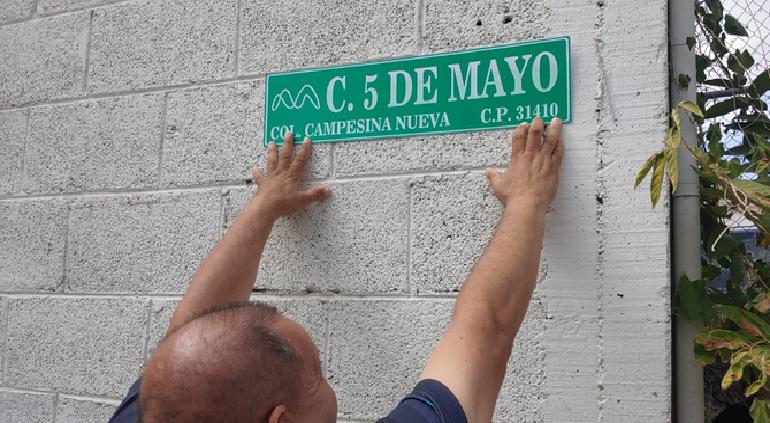 C. 5 DE MAYO
COL. CAMPESINA NUEVA C.P. 31410